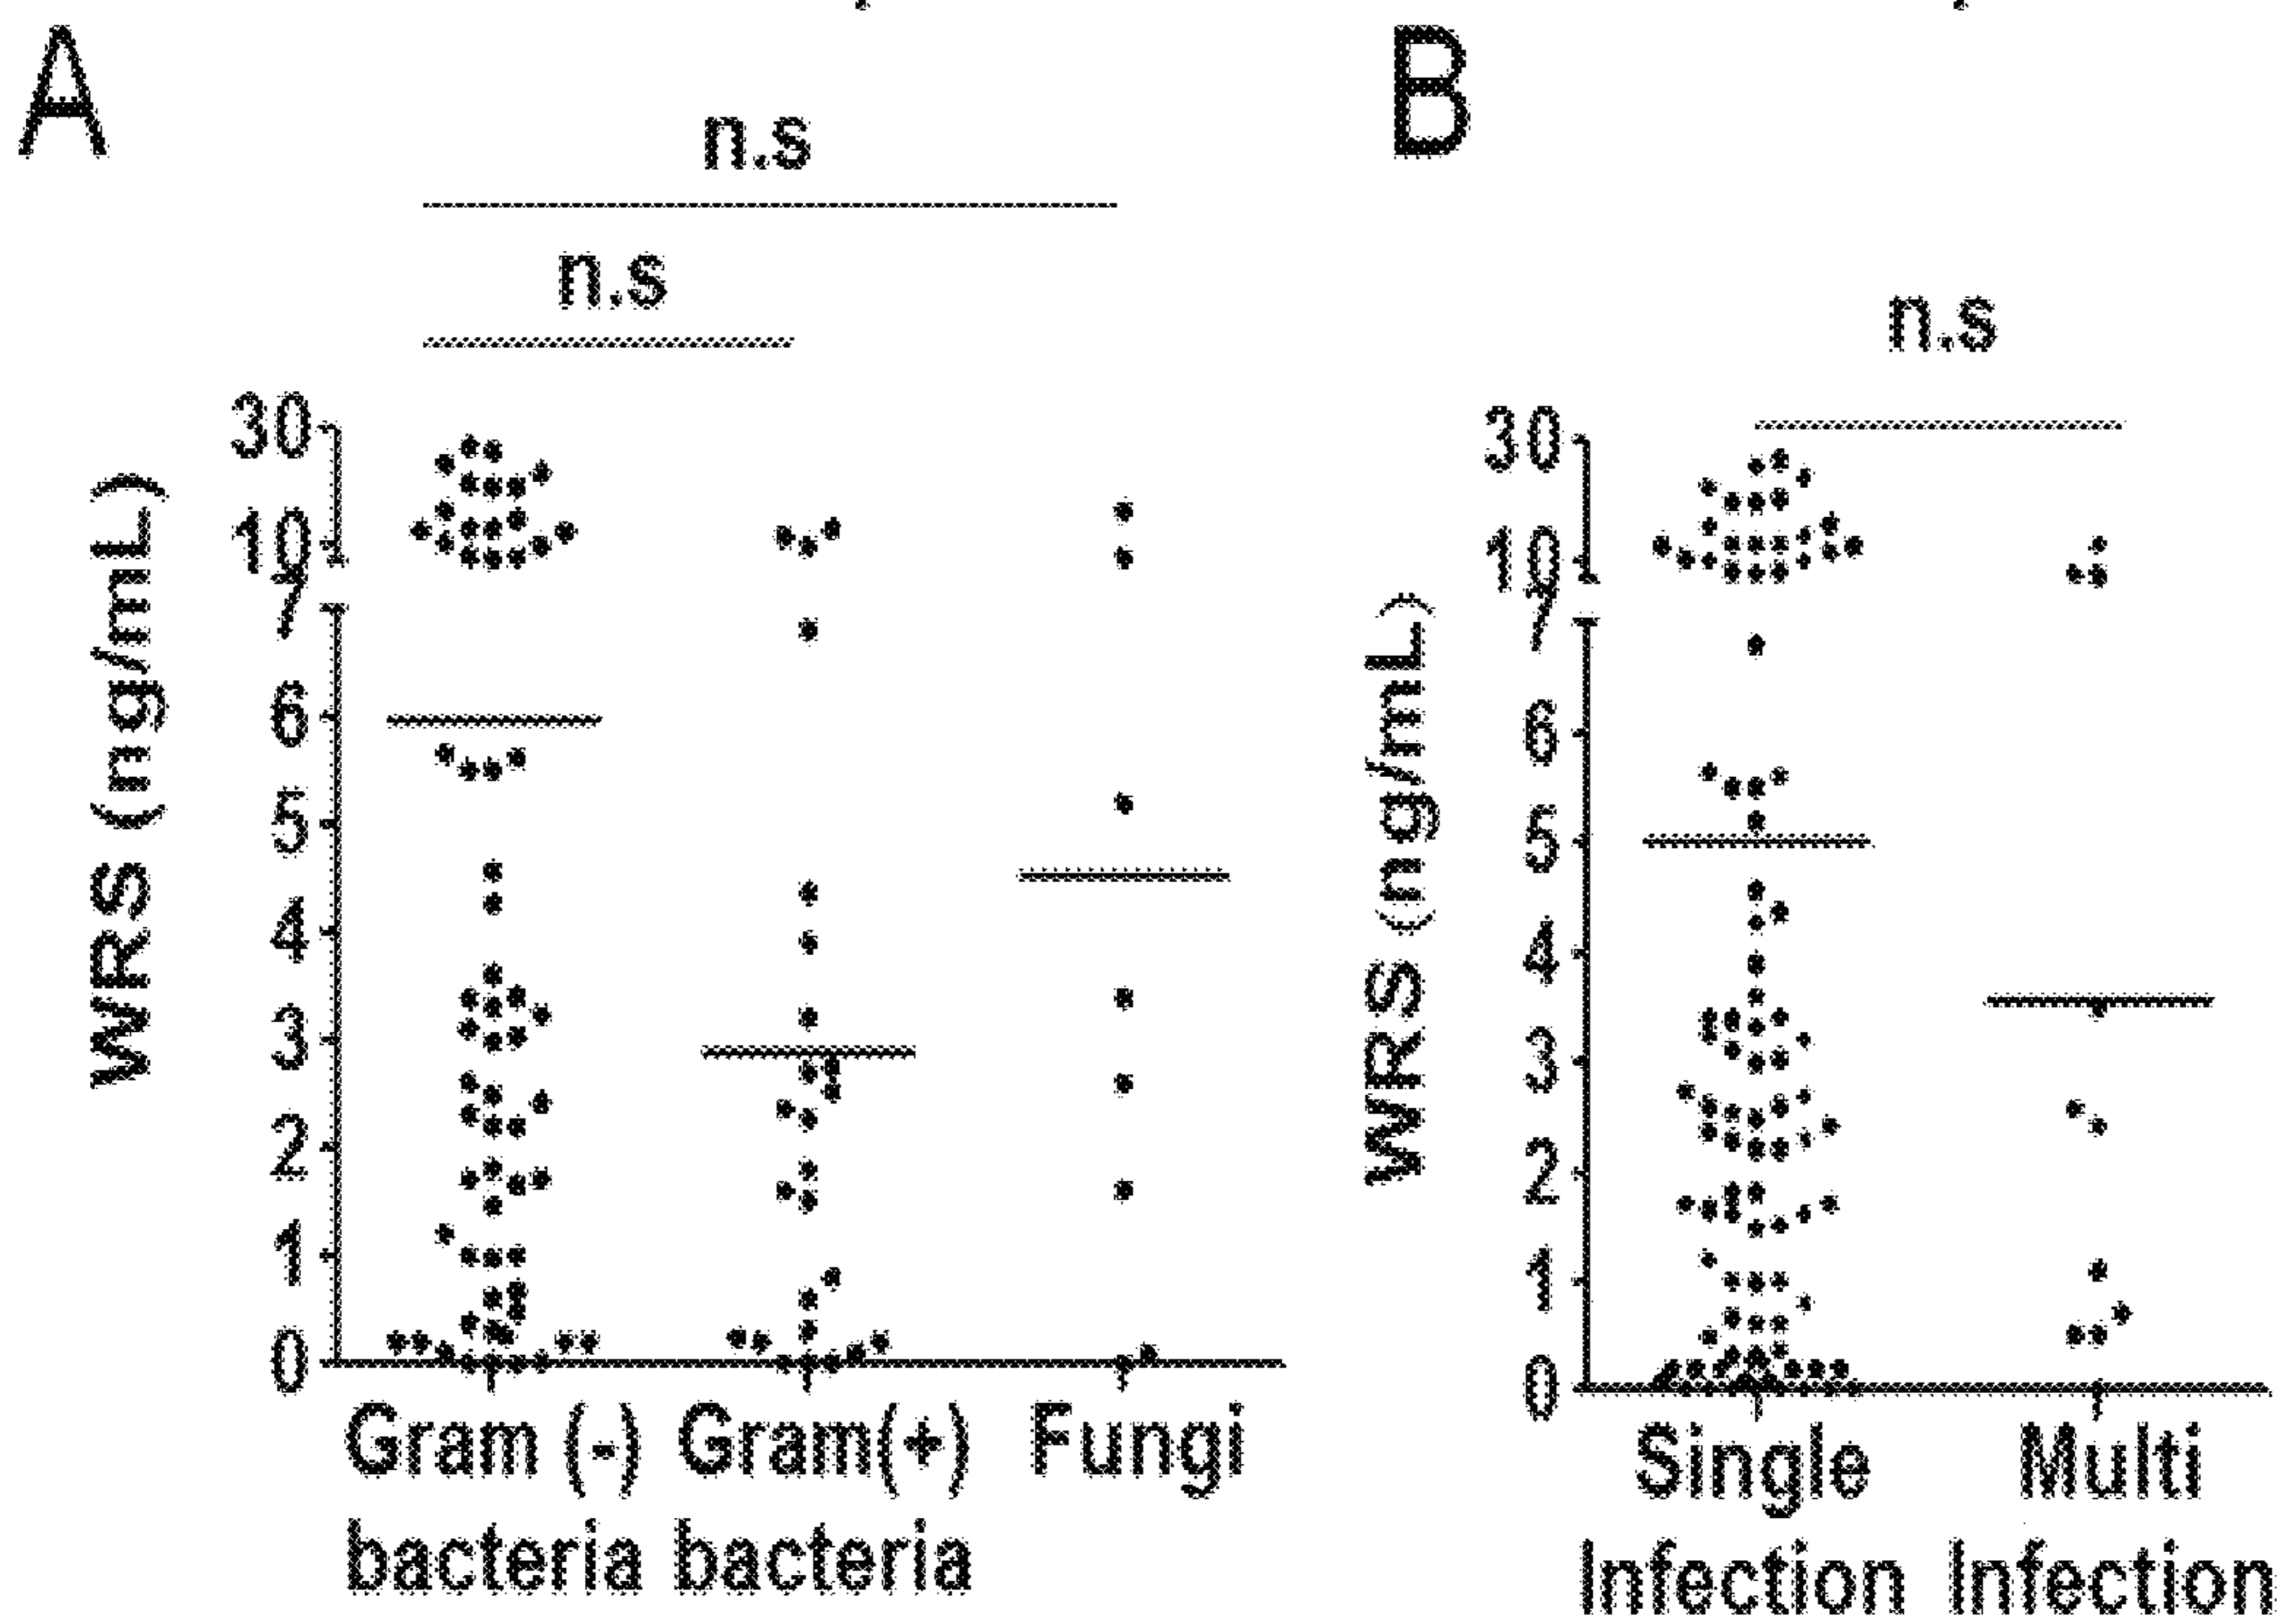 A
n.s
n.s
WRS (ng/mL)
30
10
7
6
5
4
3
2
1
0
Gram (-) Gram(+) Fungi
bacteria bacteria
B
n.s
WRS (ng/mL)
30
10
7
6
5
4
3
2
1
0
Single Multi
Infection Infection